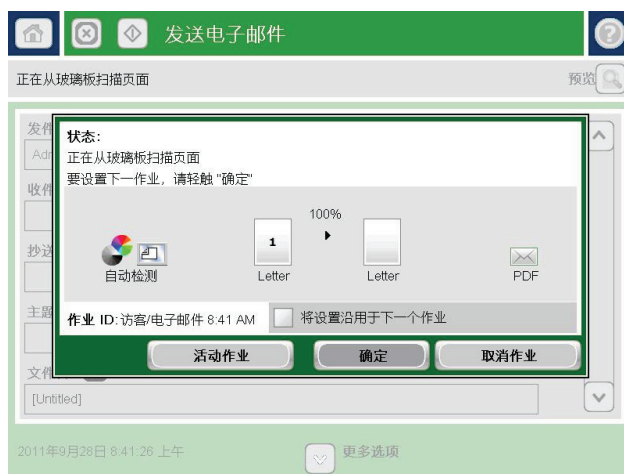 发送电子邮件
正在从玻璃板扫描页面
预览
发件
Adr
状态：
正在从玻璃板扫描页面
要设置下一作业，请轻触 "确定"
收件
100%
1
抄送
自动检测
Letter
Letter
PDF
主题
作业 ID: 访客/电子邮件 8:41 AM
将设置沿用于下一个作业
活动作业
确定
取消作业
文件
[Untitled]
2011年9月28日 8:41:26 上午
更多选项